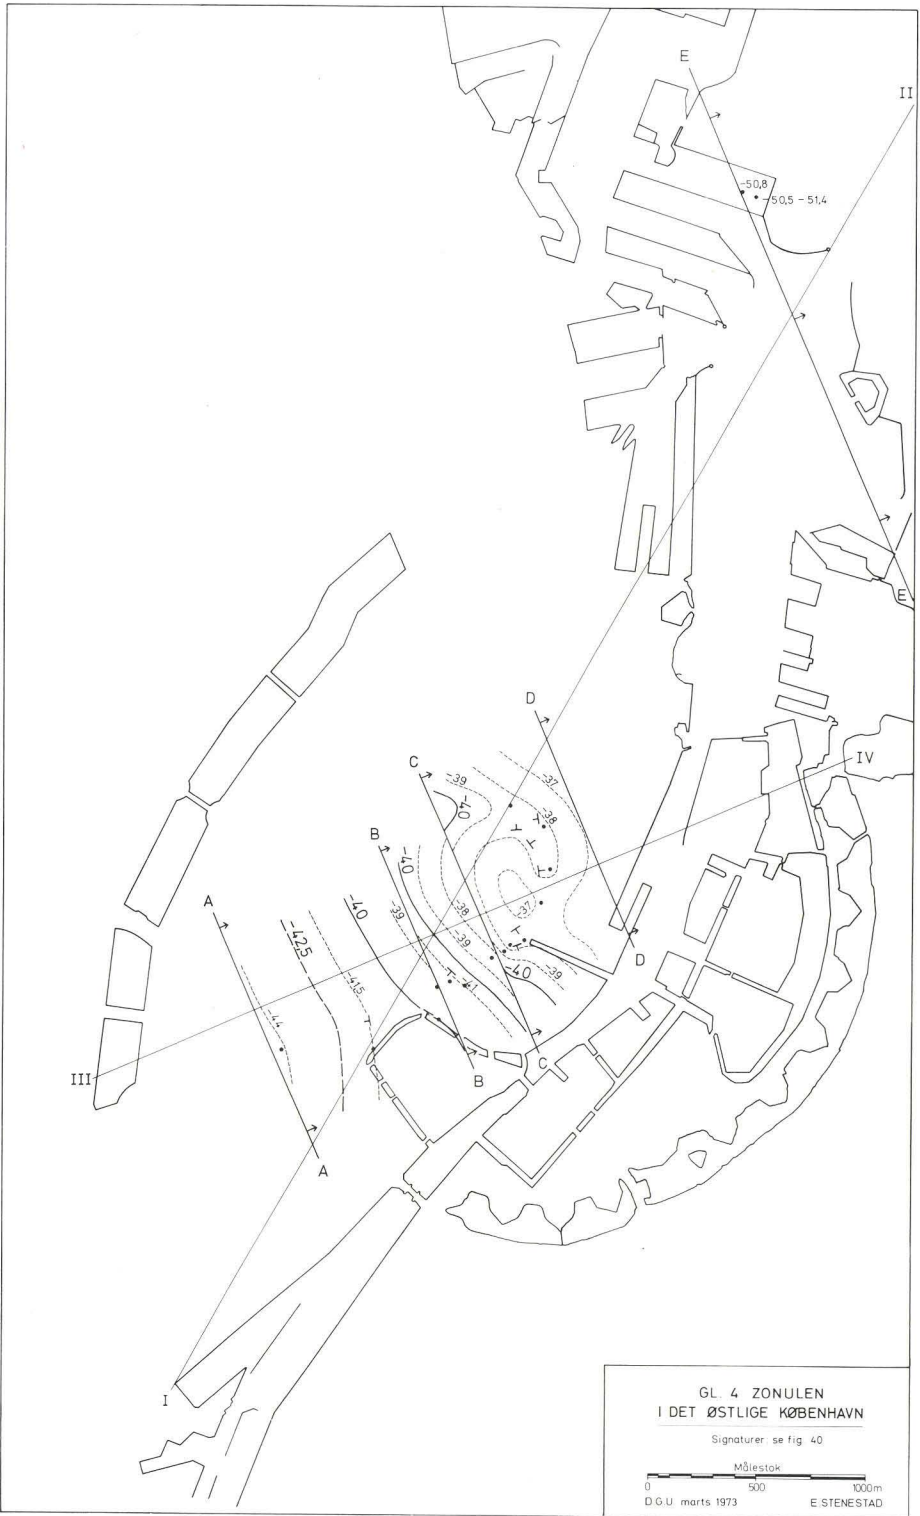 E
II
-50,8
-50,5 - 51,4
E
D
IV
C
-39
-37
-40
-38
B
-40
A
-40
-39
-38
-37
-42,5
-39
D
-41,5
-41
-40
-39
-44
III
C
B
A
I
GL. 4 ZONULEN
I DET ØSTLIGE KØBENHAVN
Signaturer: se fig. 40
Målestok
0 500 1000m
D.G.U. marts 1973 E.STENESTAD